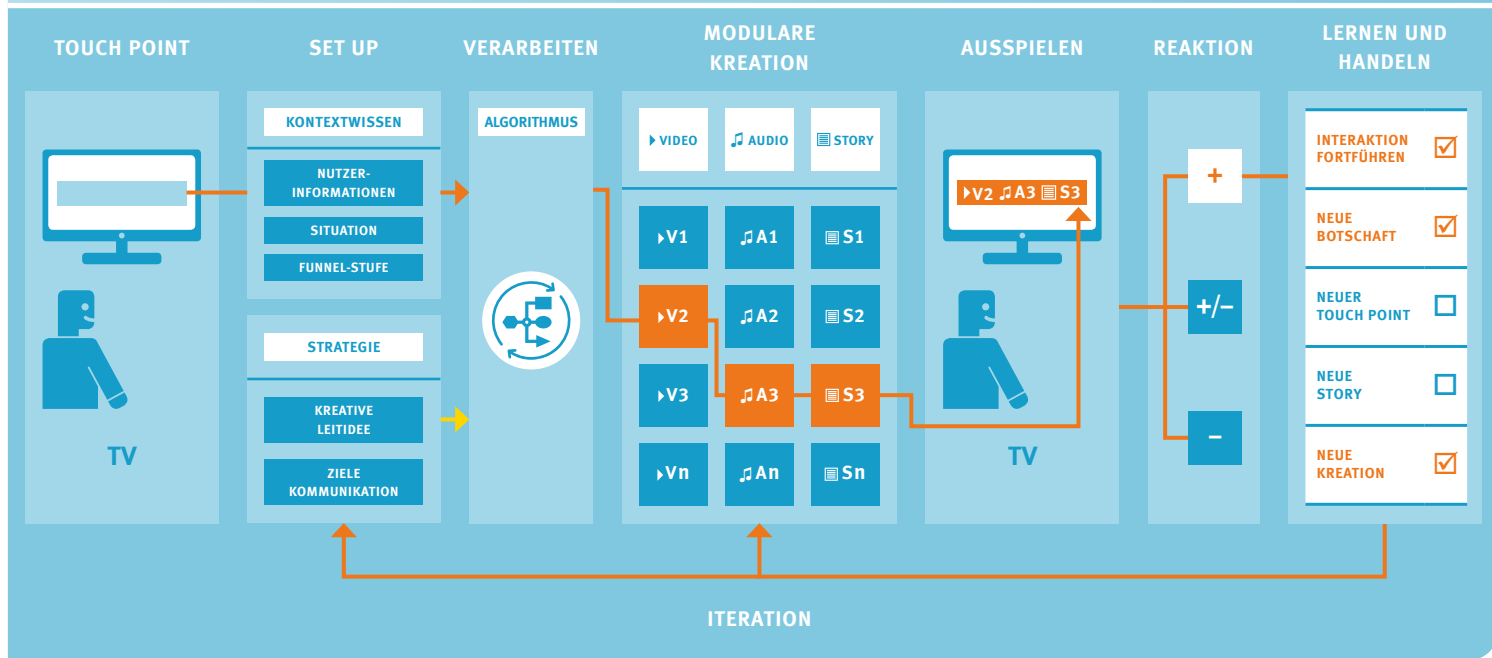 TOUCH POINT
SET UP
VERARBEITEN
MODULARE
KREATION
AUSSPIELEN
REAKTION
LERNEN UND
HANDELN
TV
KONTEXTWISSEN
NUTZER-
INFORMATIONEN
SITUATION
FUNNEL-STUFE
STRATEGIE
KREATIVE
LEITIDEE
ZIELE
KOMMUNIKATION
ALGORITHMUS
VIDEO
AUDIO
STORY
V1
A1
S1
V2
A2
S2
V3
A3
S3
Vn
An
Sn
V2 A3 S3
TV
+
+/–
–
INTERAKTION
FORTFÜHREN
NEUE
BOTSCHAFT
NEUER
TOUCH POINT
NEUE
STORY
NEUE
KREATION
ITERATION